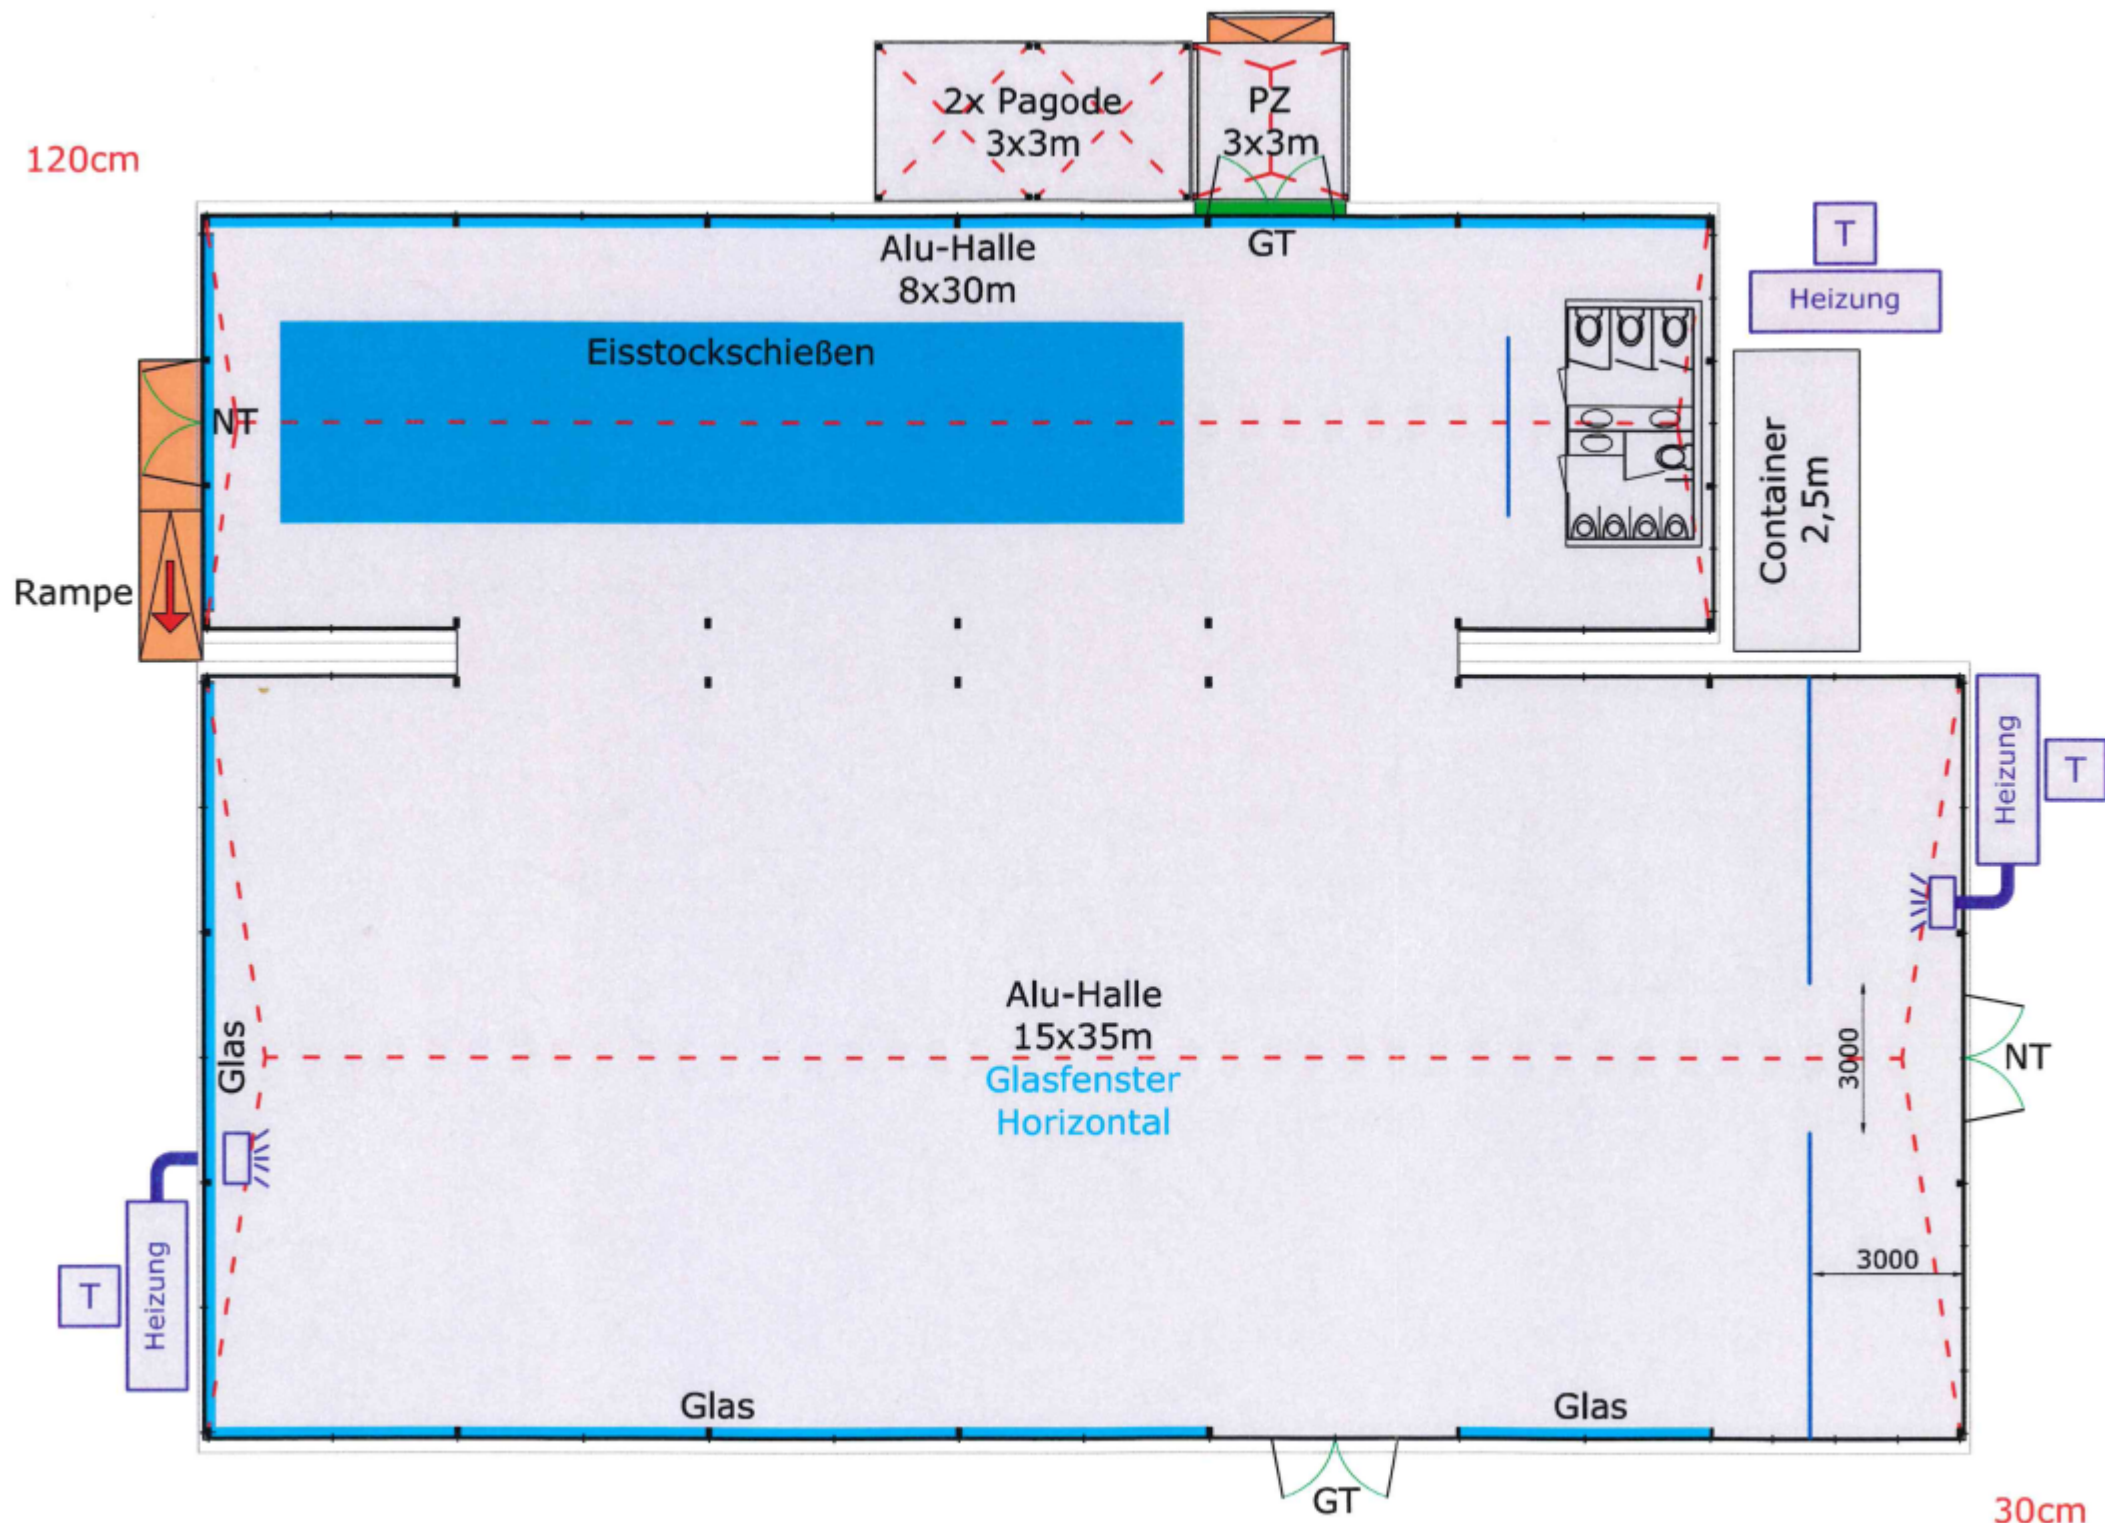 2x Pagode
3x3m
PZ
3x3m
120cm
Alu-Halle
8x30m
GT
T
Heizung
Eisstockschießen
NT
Container
2,5m
Rampe
Heizung
T
Alu-Halle
15x35m
Glasfenster
Horizontal
Glas
3000
NT
3000
T
Heizung
Glas
Glas
GT
30cm